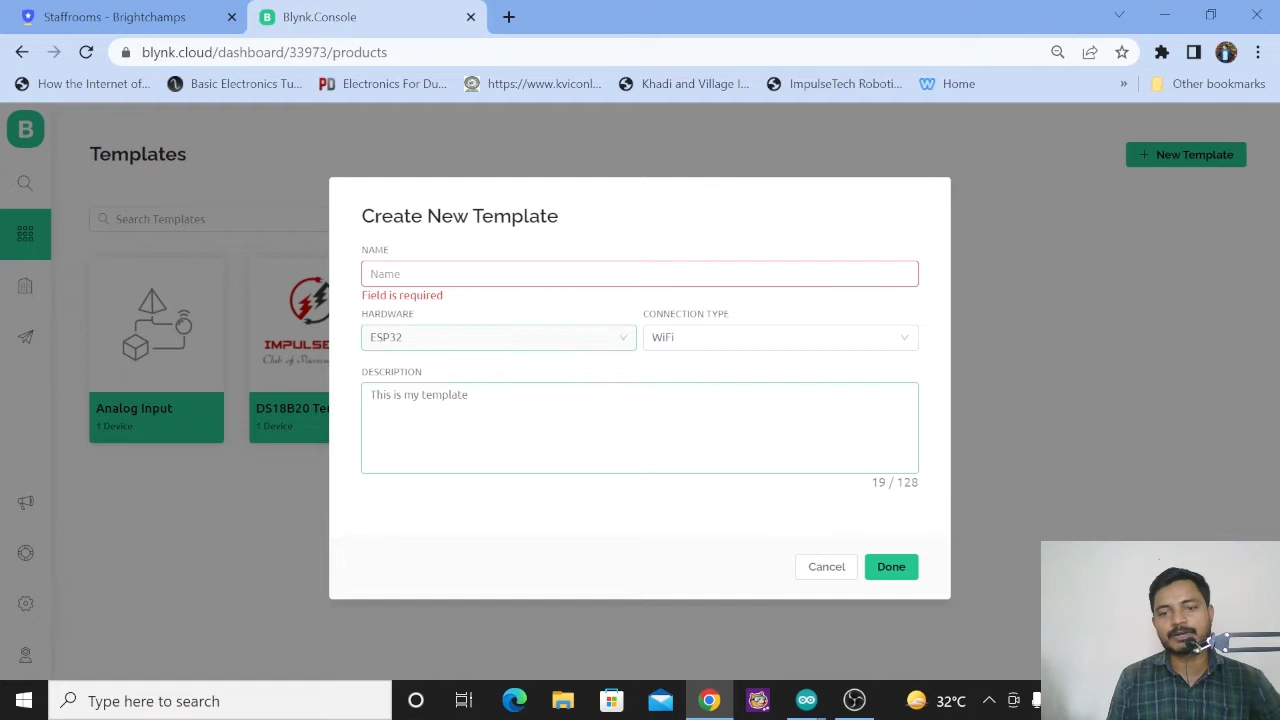 Staffrooms - Brightchamps
Blynk.Console
blynk.cloud/dashboard/33973/products
How the Internet of...
Basic Electronics Tu...
Electronics For Du...
https://www.kviconl...
Khadi and Village I...
ImpulseTech Roboti...
Home
»
Other bookmarks
B
Templates
+ New Template
Search Templates
Create New Template
NAME
Name
Field is required
HARDWARE
CONNECTION TYPE
ESP32
WiFi
DESCRIPTION
This is my template
19 / 128
Cancel
Done
IMPULSE
Club of
Analog Input
1 Device
DS18B20 Te
1 Device
Type here to search
32°C